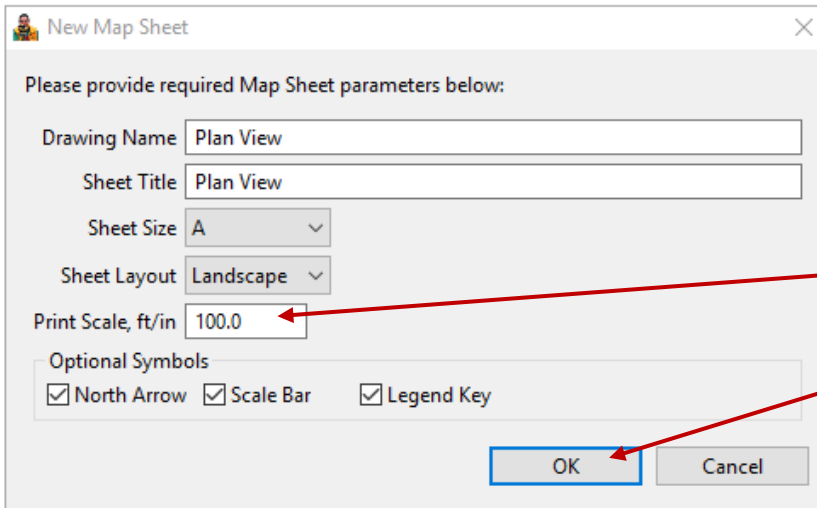 New Map Sheet
Please provide required Map Sheet parameters below:
Drawing Name Plan View
Sheet Title Plan View
Sheet Size A
Sheet Layout Landscape
Print Scale, ft/in 100.0
Optional Symbols
North Arrow Scale Bar Legend Key
OK Cancel